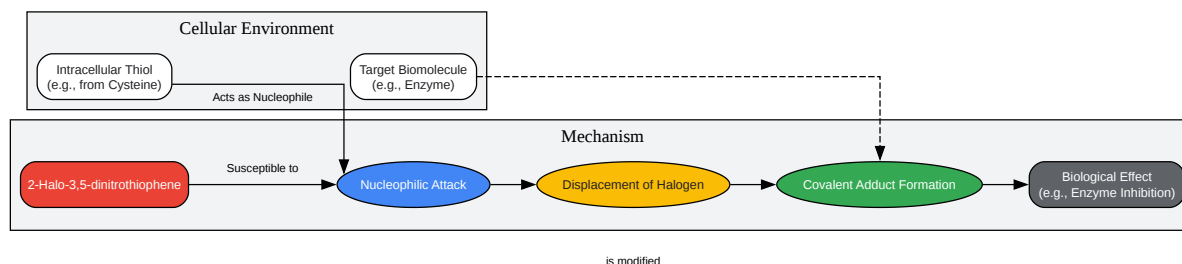 Cellular Environment
Intracellular Thiol
(e.g., from Cysteine)
Target Biomolecule
(e.g., Enzyme)
Acts as Nucleophile
Mechanism
2-Halo-3,5-dinitrothiophene
Susceptible to
Nucleophilic Attack
Displacement of Halogen
Covalent Adduct Formation
Biological Effect
(e.g., Enzyme Inhibition)
is modified